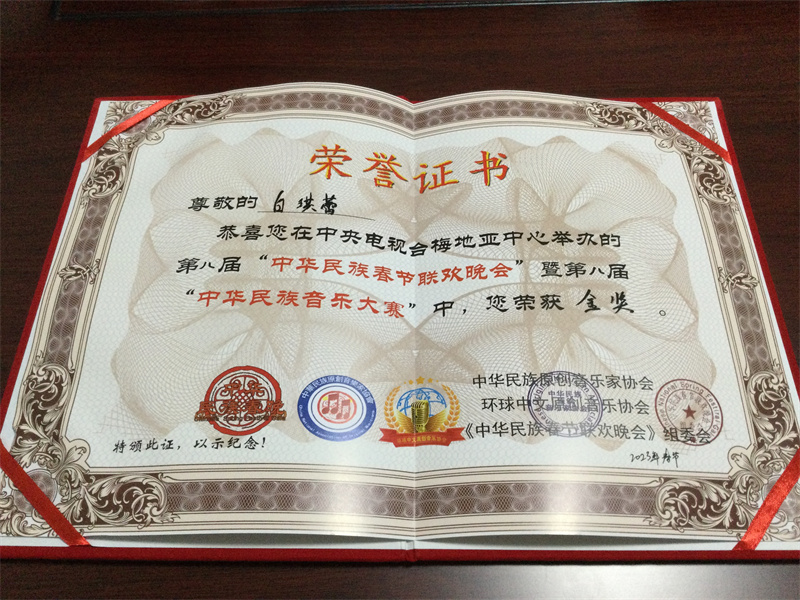 荣誉证书
尊敬的 白琪蕾
恭喜您在中央电视台梅地亚中心举办的
第八届“中华民族春节联欢晚会”暨第八届
“中华民族音乐大赛”中，您荣获 金奖 。
中华民族原创音乐家协会
环球中文原创音乐协会
《中华民族春节联欢晚会》组委会
特颁此证，以示纪念！
2023年春节